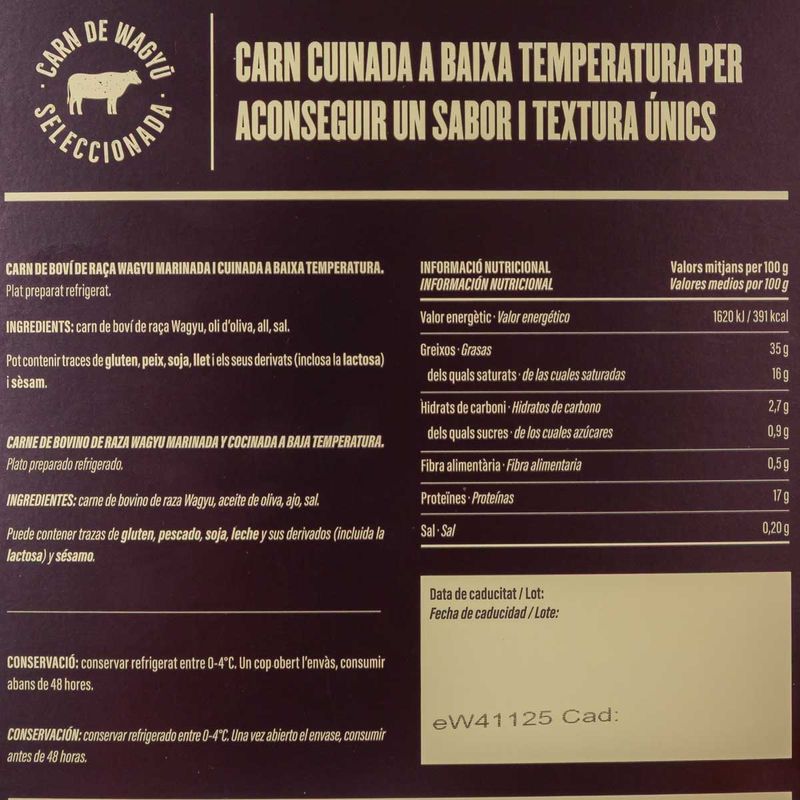 · CARN DE WAGYŪ ·
SELECCIONADA
CARN CUINADA A BAIXA TEMPERATURA PER
ACONSEGUIR UN SABOR I TEXTURA ÚNICS
CARN DE BOVÍ DE RAÇA WAGYU MARINADA I CUINADA A BAIXA TEMPERATURA.
Plat preparat refrigerat.
INGREDIENTS: carn de boví de raça Wagyu, oli d'oliva, all, sal.
Pot contenir traces de gluten, peix, soja, llet i els seus derivats (inclosa la lactosa)
i sèsam.
CARNE DE BOVINO DE RAZA WAGYU MARINADA Y COCINADA A BAJA TEMPERATURA.
Plato preparado refrigerado.
INGREDIENTES: carne de bovino de raza Wagyu, aceite de oliva, ajo, sal.
Puede contener trazas de gluten, pescado, soja, leche y sus derivados (incluida la
lactosa) y sésamo.
CONSERVACIÓ: conservar refrigerat entre 0-4°C. Un cop obert l'envàs, consumir
abans de 48 hores.
CONSERVACIÓN: conservar refrigerado entre 0-4°C. Una vez abierto el envase, consumir
antes de 48 horas.
INFORMACIÓ NUTRICIONAL Valors mitjans per 100 g
INFORMACIÓN NUTRICIONAL Valores medios por 100 g
Valor energètic · Valor energético 1620 kJ / 391 kcal
Greixos · Grasas 35 g
dels quals saturats · de las cuales saturadas 16 g
Hidrats de carboni · Hidratos de carbono 2,7 g
dels quals sucres · de los cuales azúcares 0,9 g
Fibra alimentària · Fibra alimentaria 0,5 g
Proteïnes · Proteínas 17 g
Sal · Sal 0,20 g
Data de caducitat / Lot:
Fecha de caducidad / Lote:
eW41125 Cad: